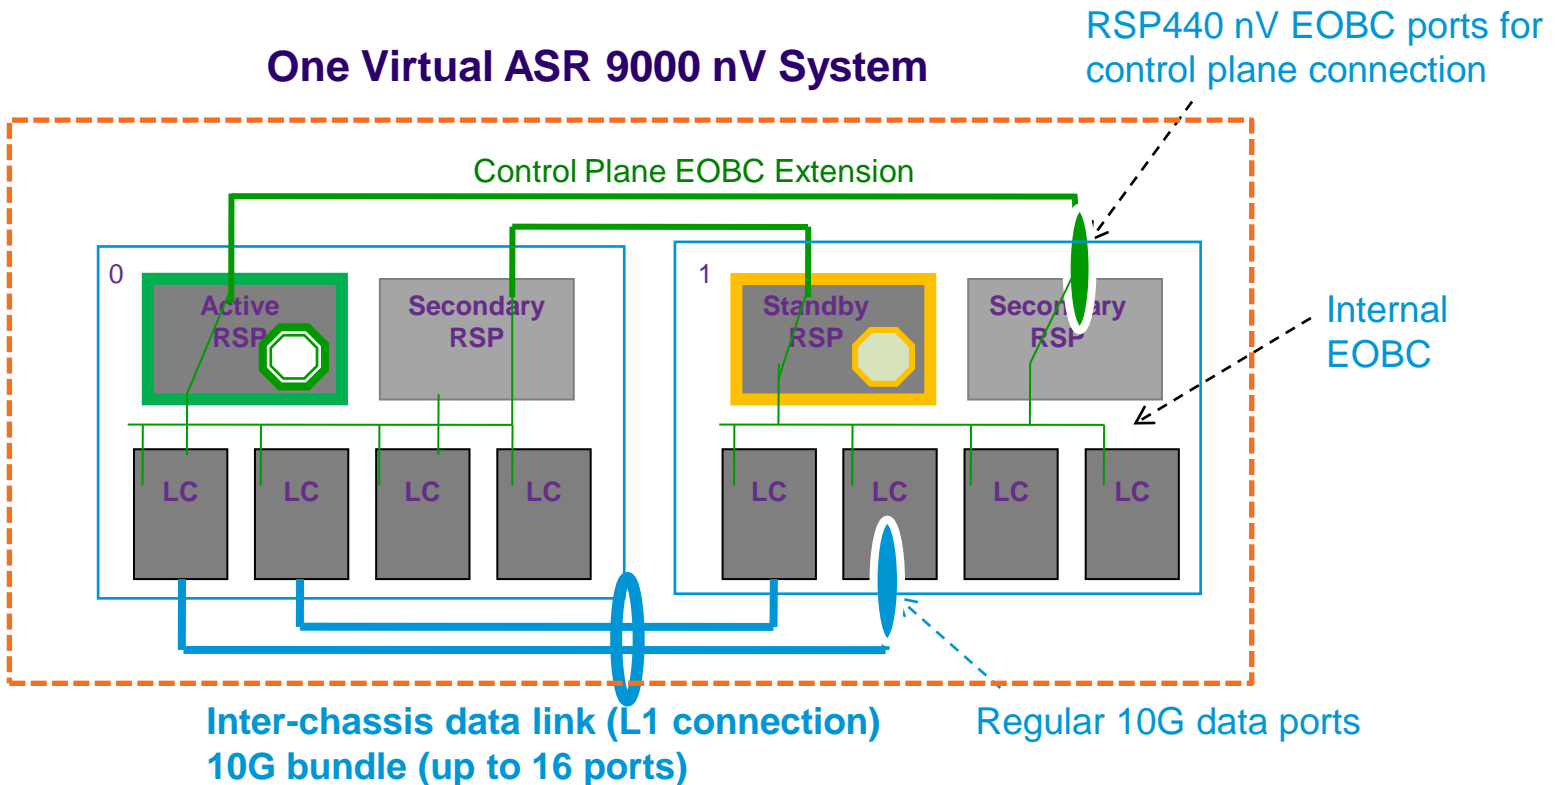 RSP440 nV EOBC ports for
control plane connection
One Virtual ASR 9000 nV System
Control Plane EOBC Extension
0
Active
RSP
Secondary
RSP
1
Standby
RSP
Secondary
RSP
Internal
EOBC
LC
LC
LC
LC
LC
LC
LC
LC
Inter-chassis data link (L1 connection)
10G bundle (up to 16 ports)
Regular 10G data ports